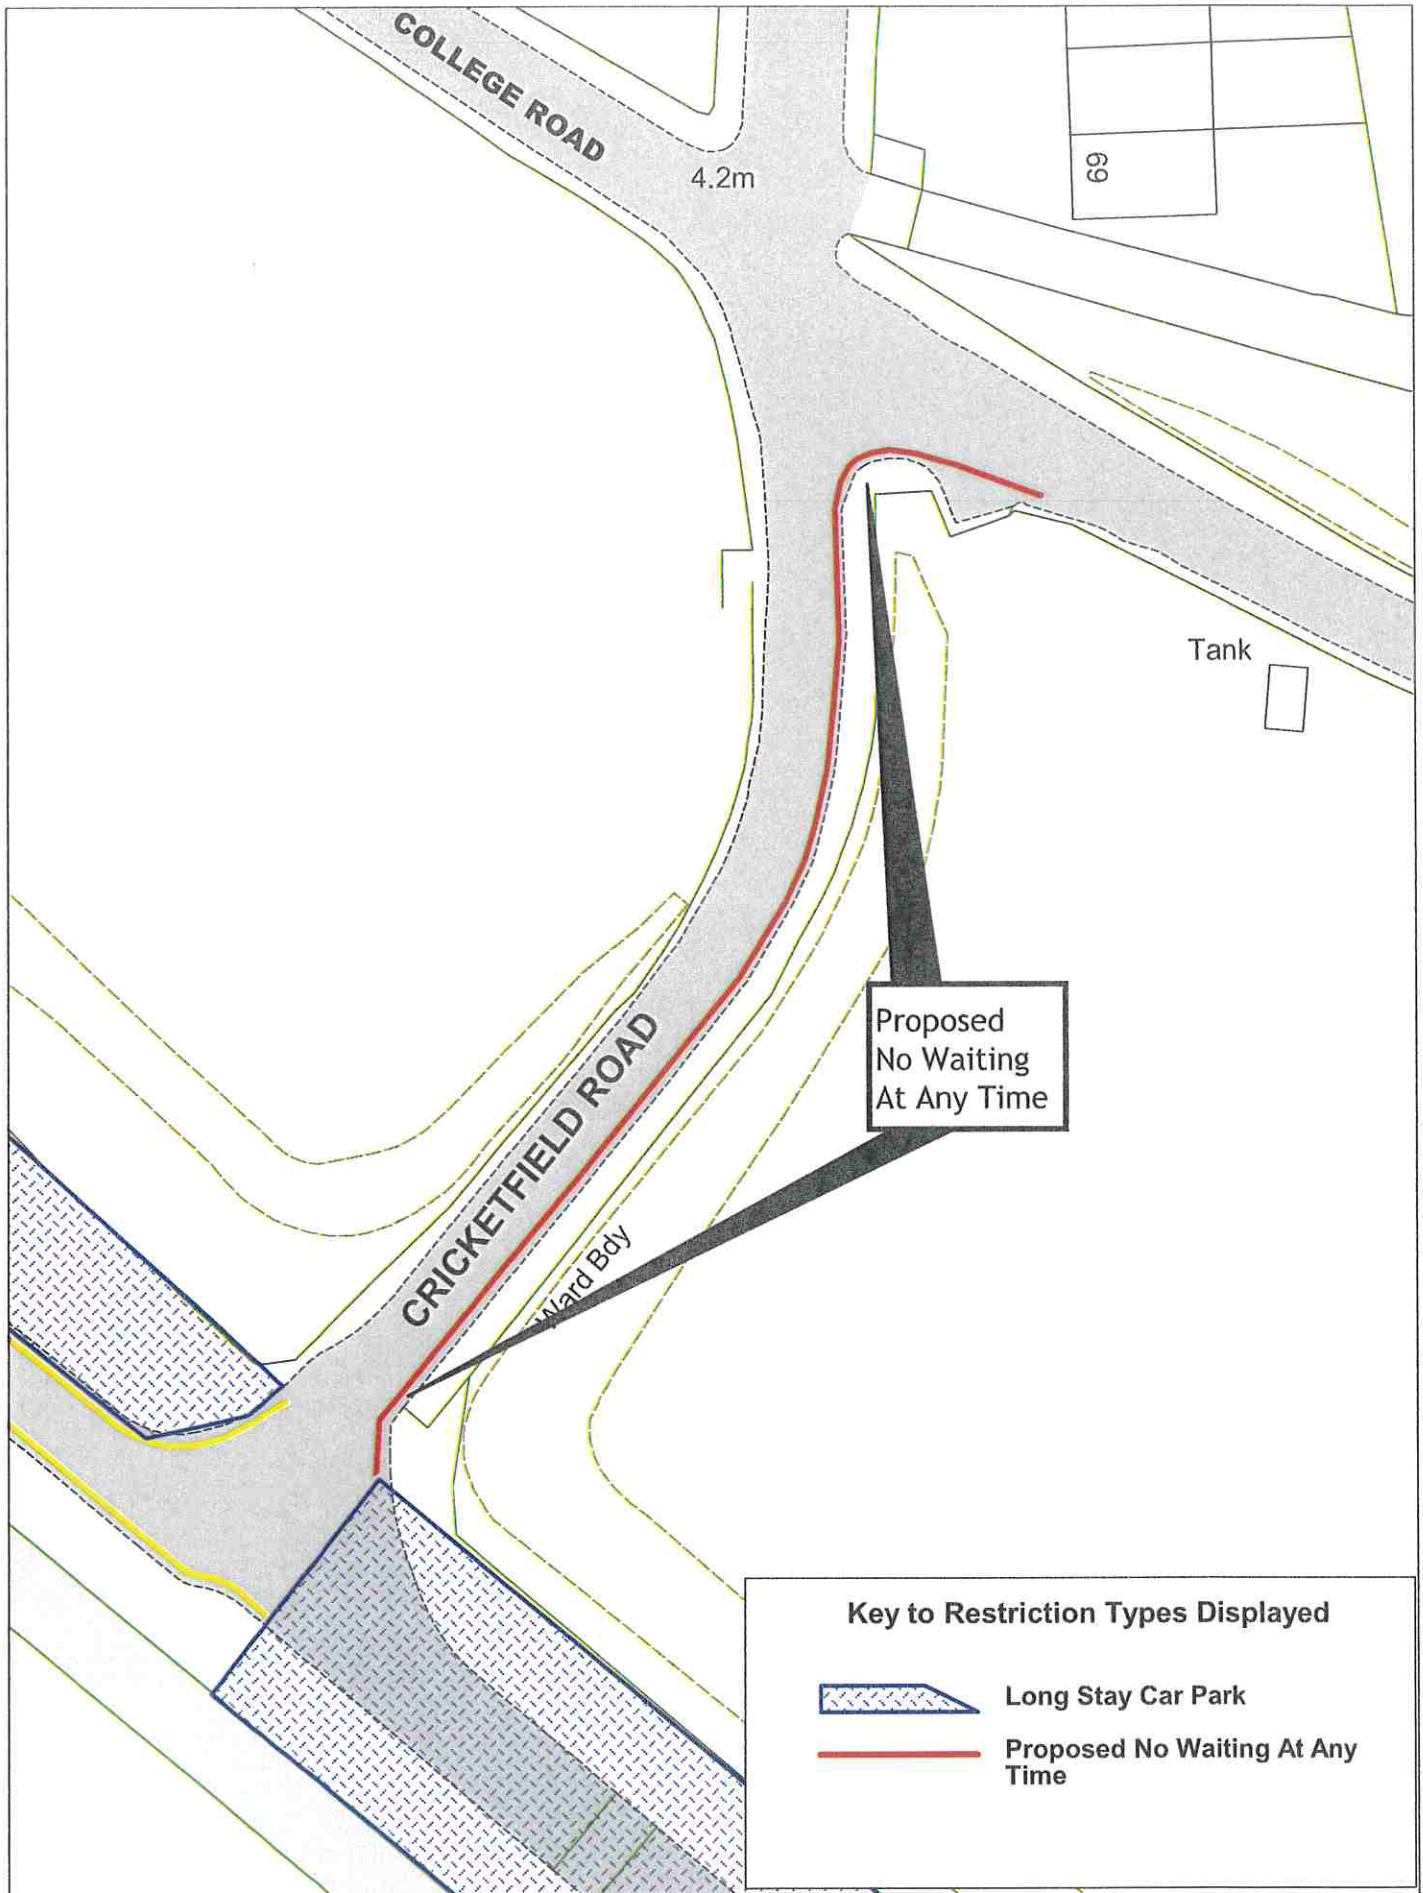 COLLEGE ROAD
4.2m
69
Tank
Proposed
No Waiting
At Any Time
CRICKETFIELD ROAD
Ward Bdy
Key to Restriction Types Displayed
Long Stay Car Park
Proposed No Waiting At Any
Time